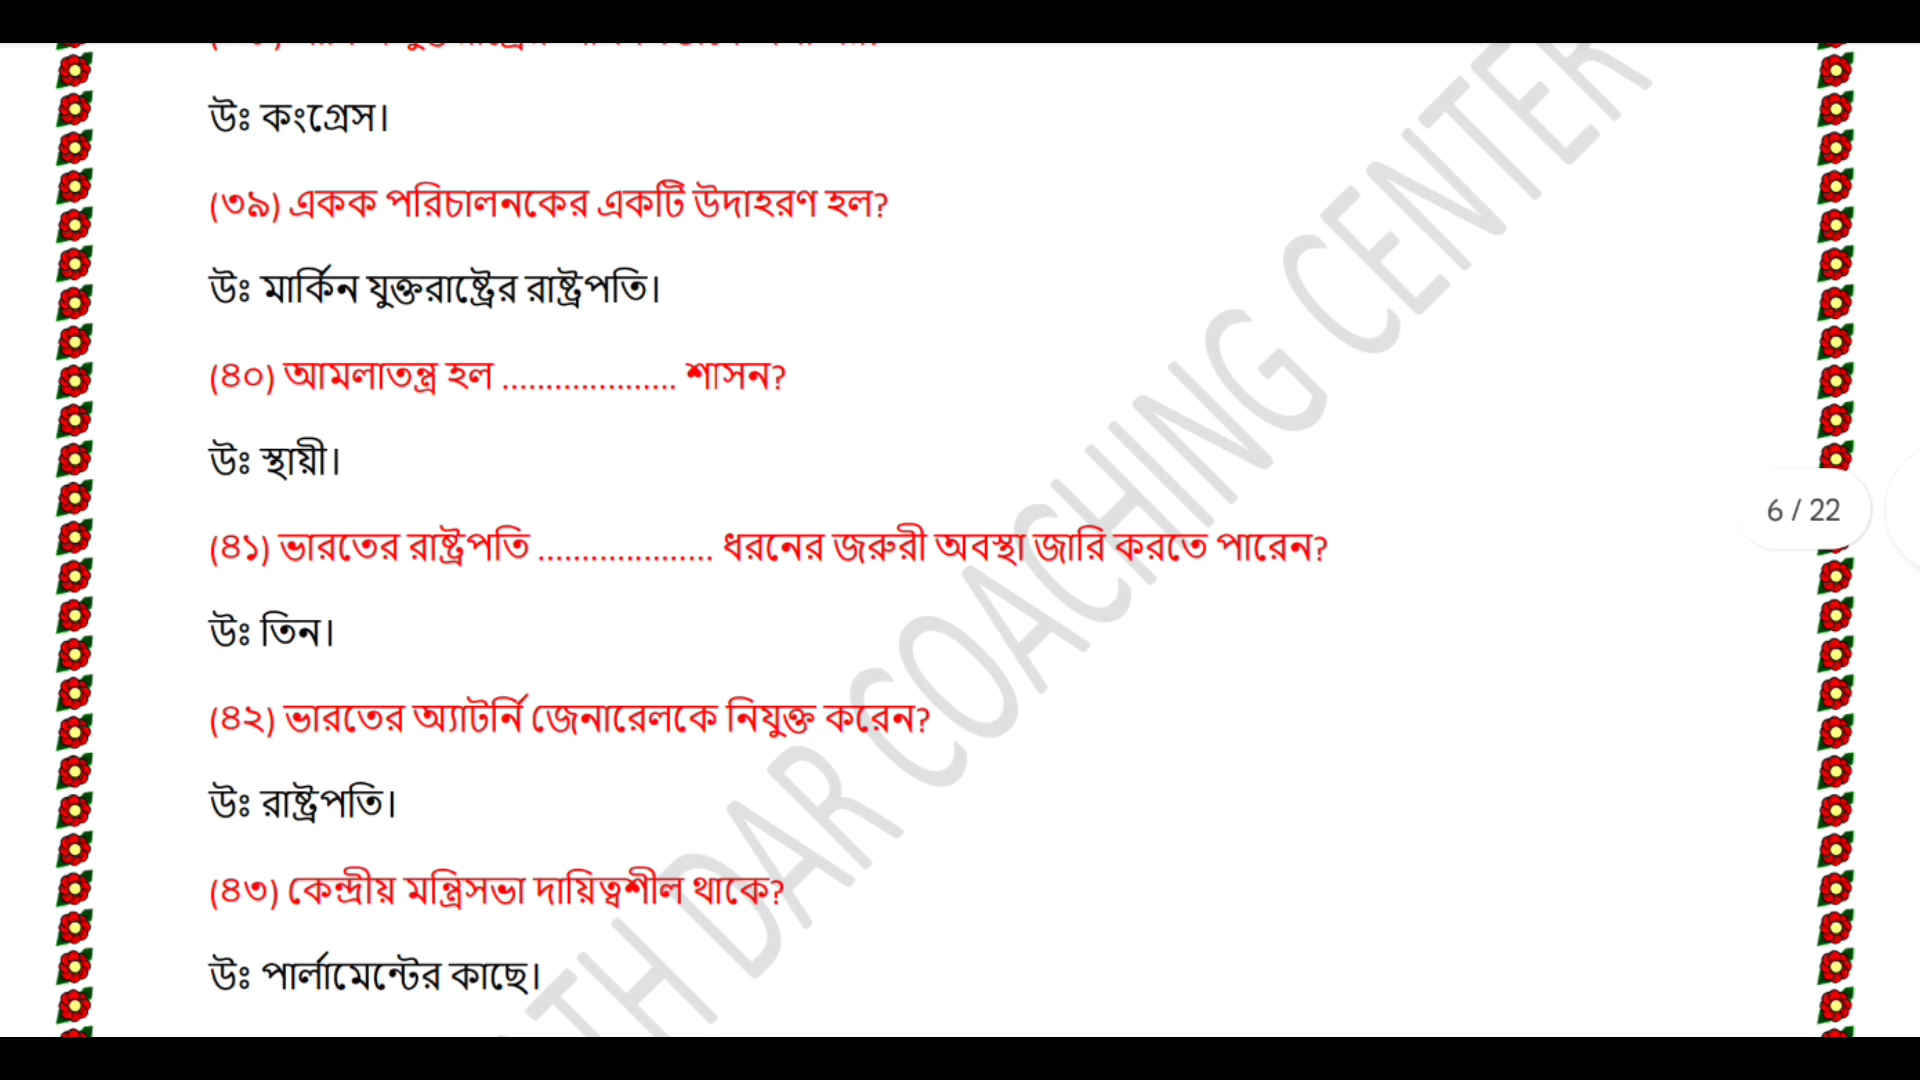 উঃ কংগ্রেস।
(৩৯) একক পরিচালনকের একটি উদাহরণ হল?
উঃ মার্কিন যুক্তরাষ্ট্রের রাষ্ট্রপতি।
(৪০) আমলাতন্ত্র হল .................... শাসন?
উঃ স্থায়ী।
(৪১) ভারতের রাষ্ট্রপতি .................... ধরনের জরুরী অবস্থা জারি করতে পারেন?
উঃ তিন।
6 / 22
(৪২) ভারতের অ্যাটর্নি জেনারেলকে নিযুক্ত করেন?
উঃ রাষ্ট্রপতি।
(৪৩) কেন্দ্রীয় মন্ত্রিসভা দায়িত্বশীল থাকে?
উঃ পার্লামেন্টের কাছে।
DAR COACHING CENTER